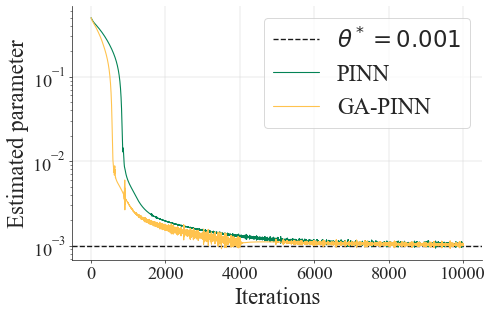 Estimated parameter
10⁻¹
10⁻²
10⁻³
θ* = 0.001
PINN
GA-PINN
0 2000 4000 6000 8000 10000
Iterations